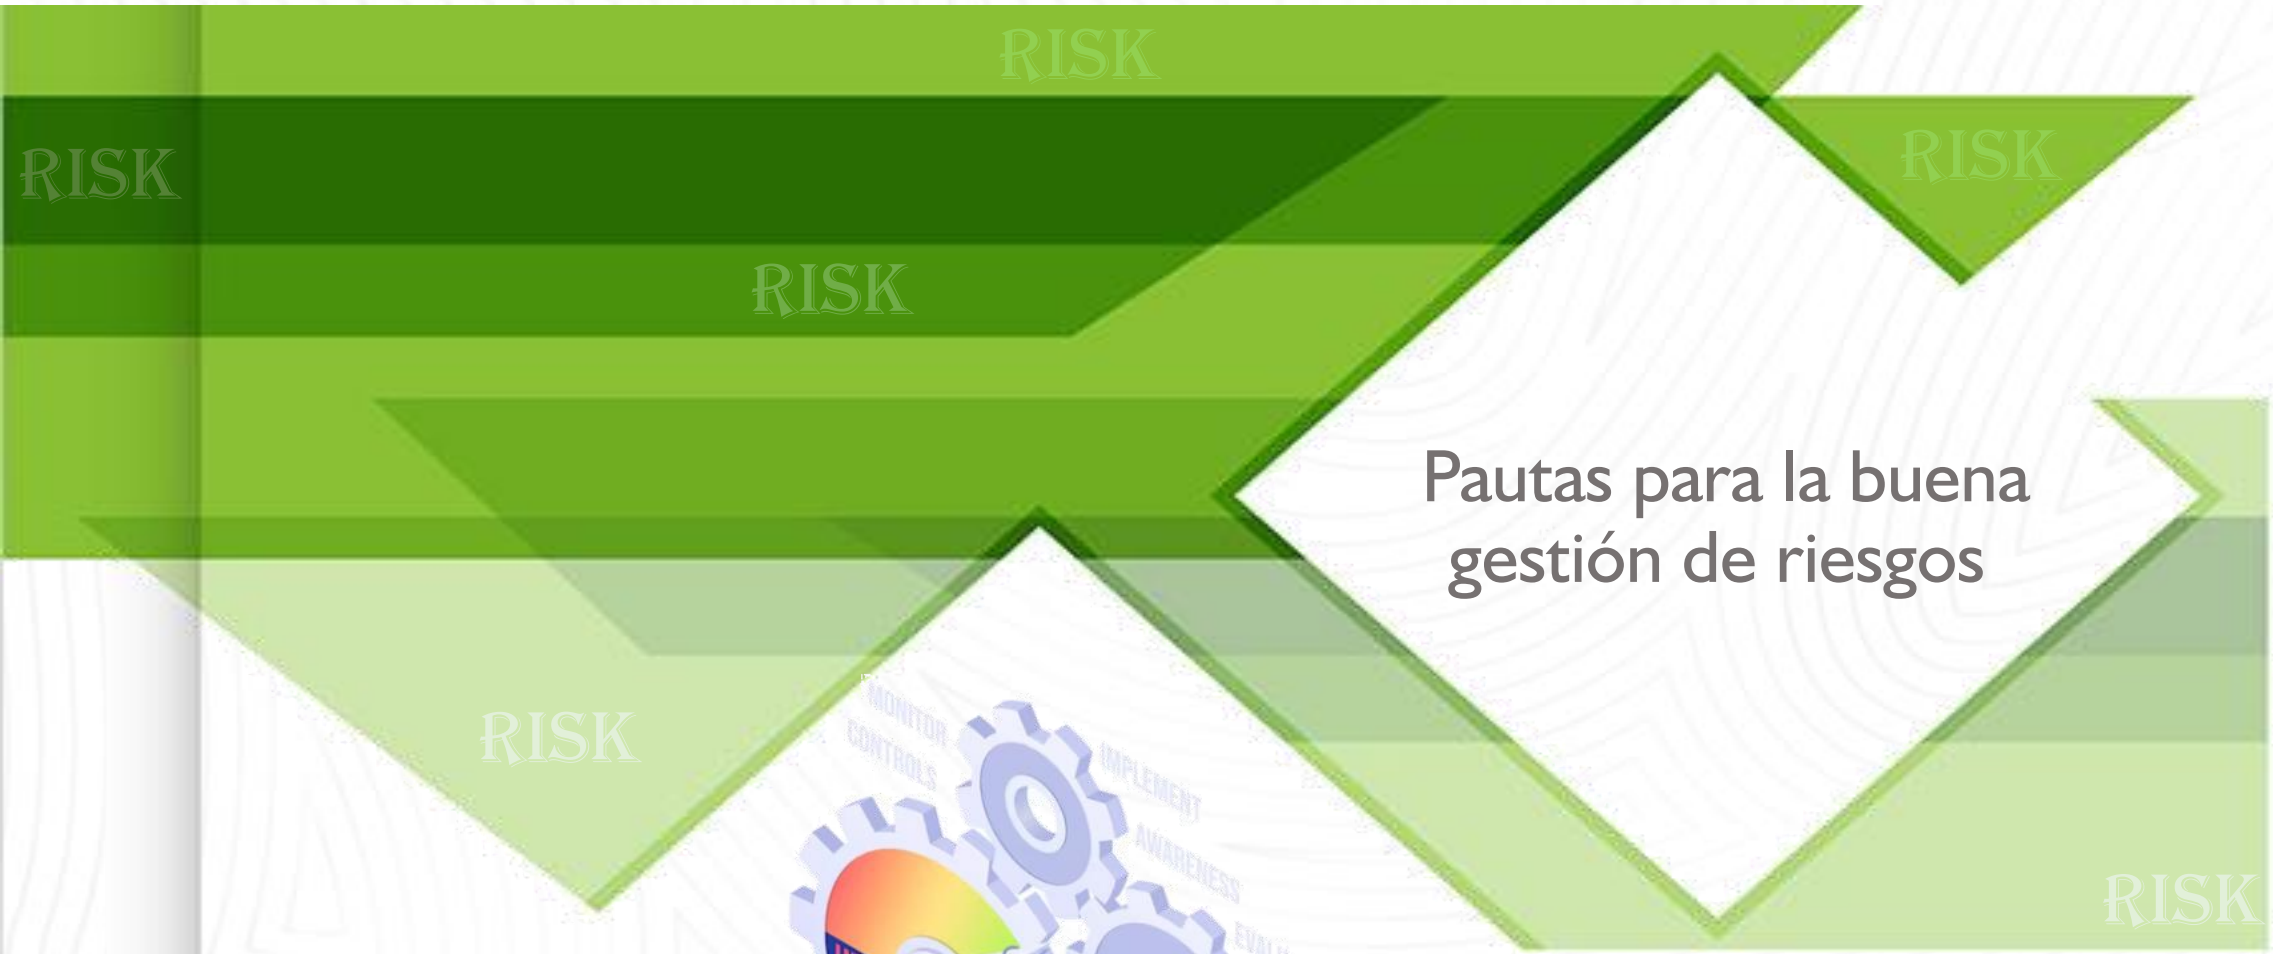 RISK
RISK
RISK
RISK
Pautas para la buena
gestión de riesgos
RISK
MONITOR
CONTROLS
IMPLEMENT
AWARENESS
RISK